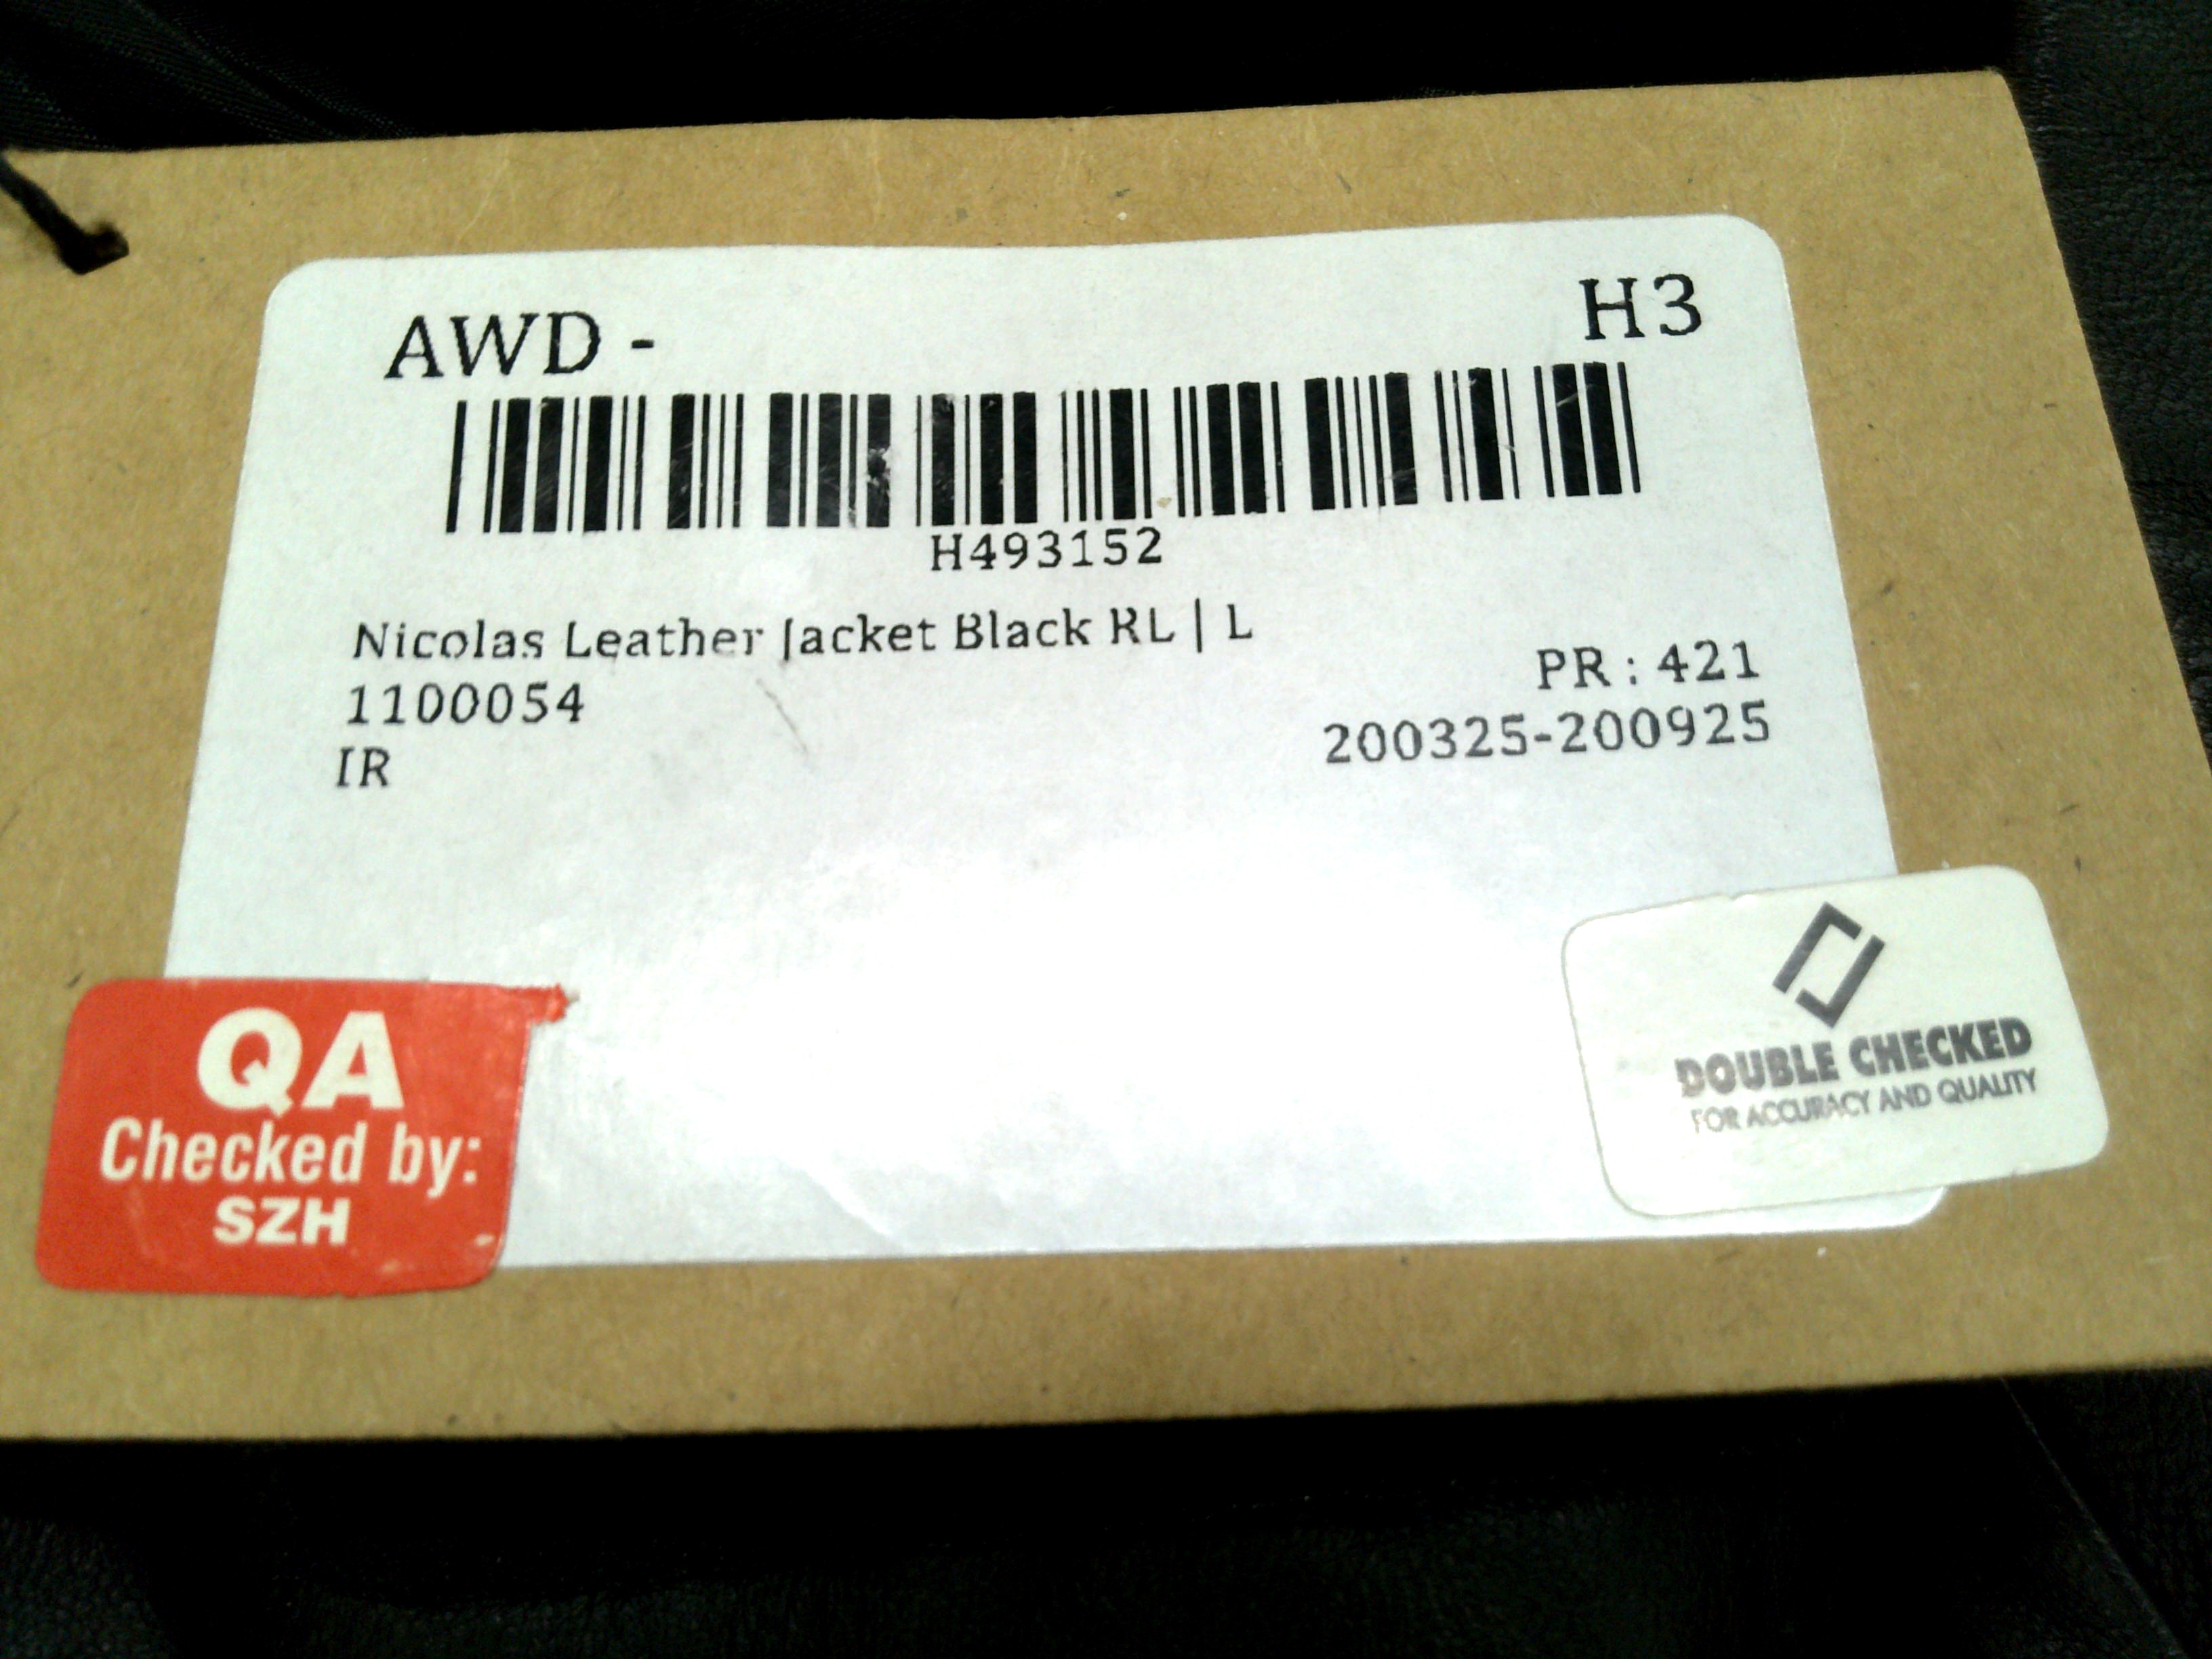 AWD - H3
H493152
Nicolas Leather Jacket Black RL | L
1100054 PR : 421
IR 200325-200925
QA
Checked by:
SZH
DOUBLE CHECKED
FOR ACCURACY AND QUALITY